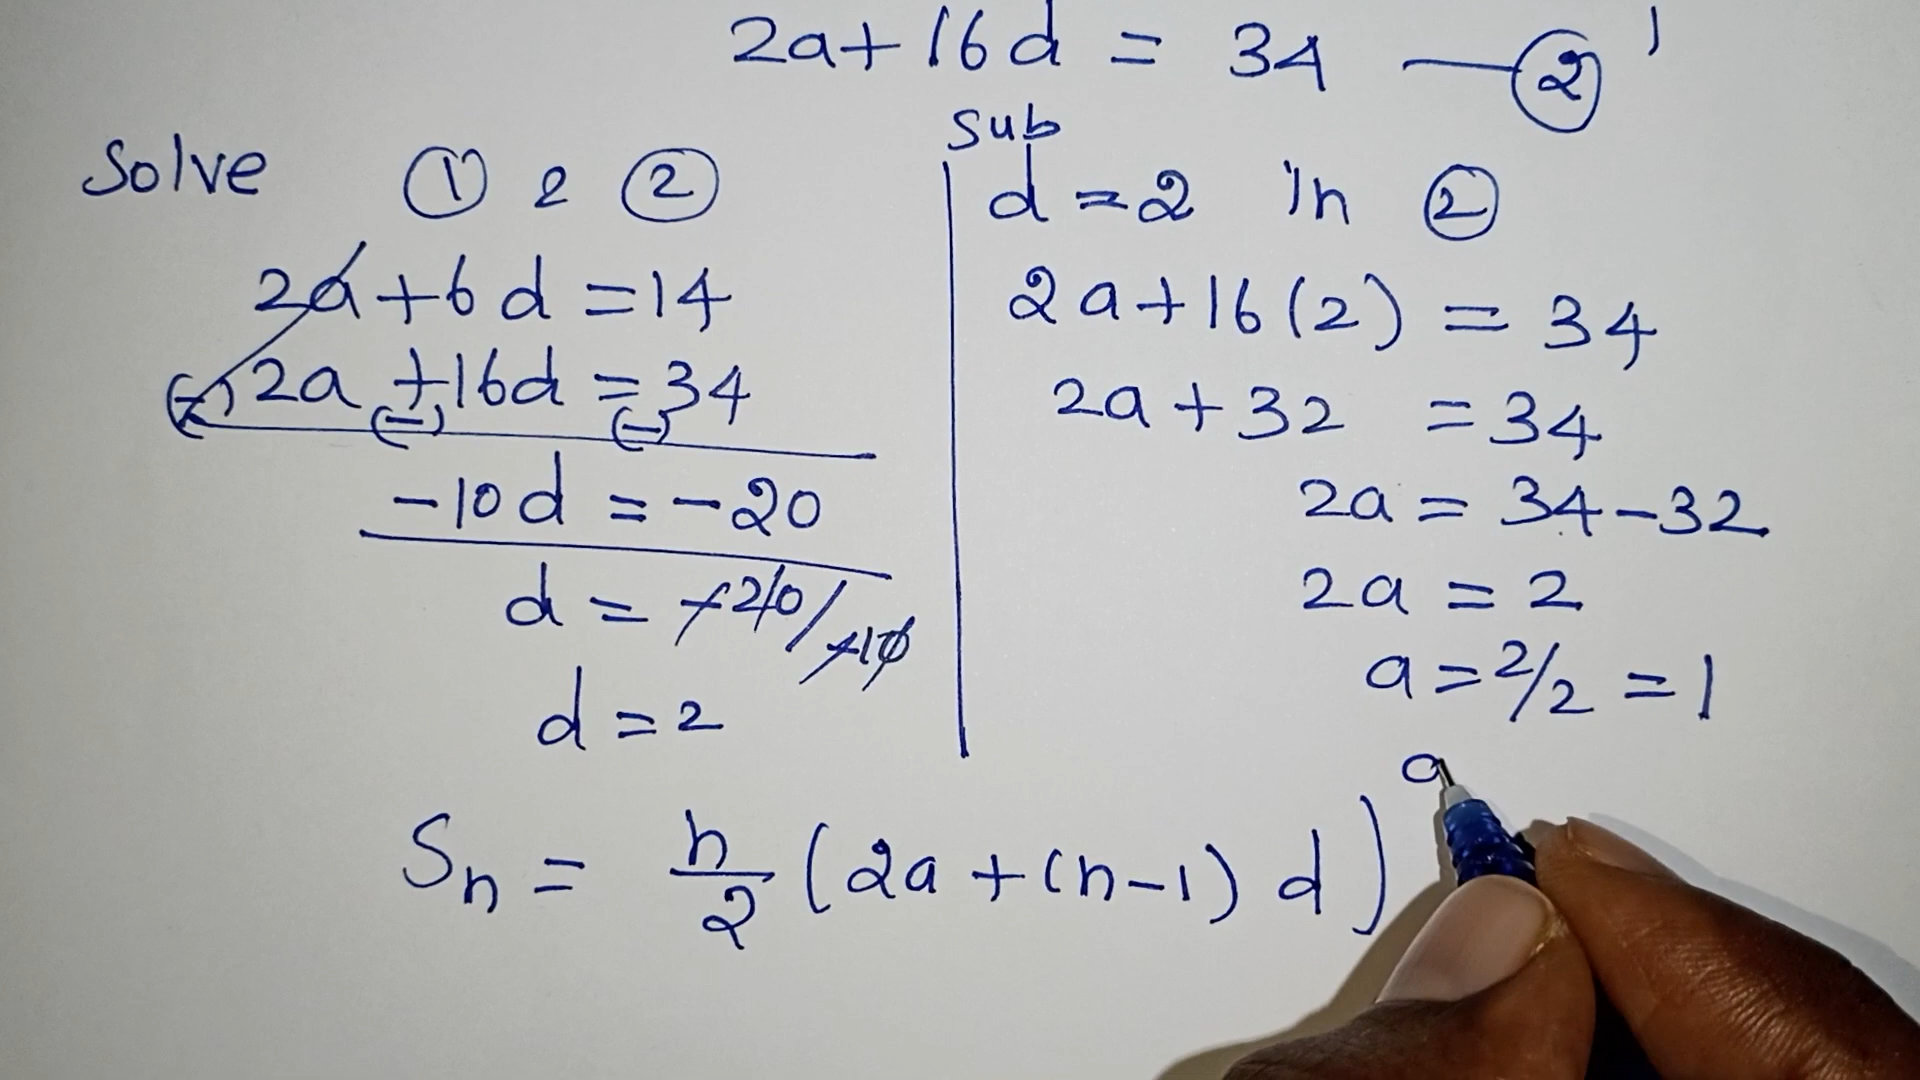 2a+16d = 34 — ②
Solve ① & ②
2a+6d=14
(-)2a+16d=34
(-) (-)
-10d=-20
d=-20/-10
d=2
Sub
d=2 in ②
2a+16(2)=34
2a+32=34
2a=34-32
2a=2
a=2/2=1
a
Sn = n/2 (2a+(n-1)d)